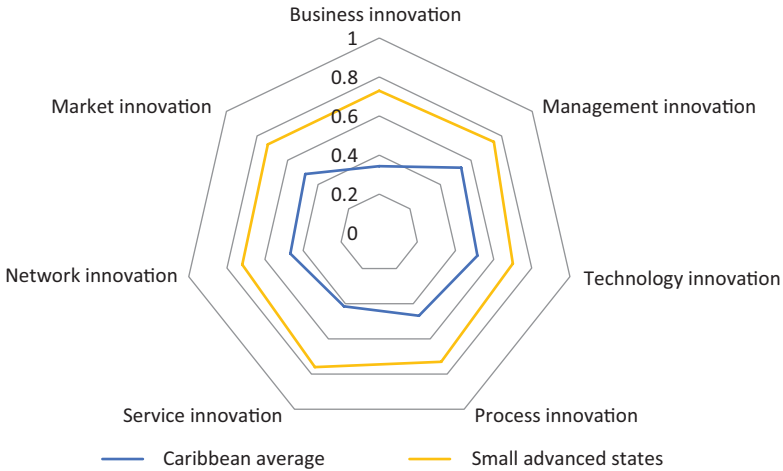 Business innovation
1
0.8
Market innovation
Management innovation
0.6
0.4
0.2
0
Network innovation
Technology innovation
Service innovation
Process innovation
Caribbean average
Small advanced states